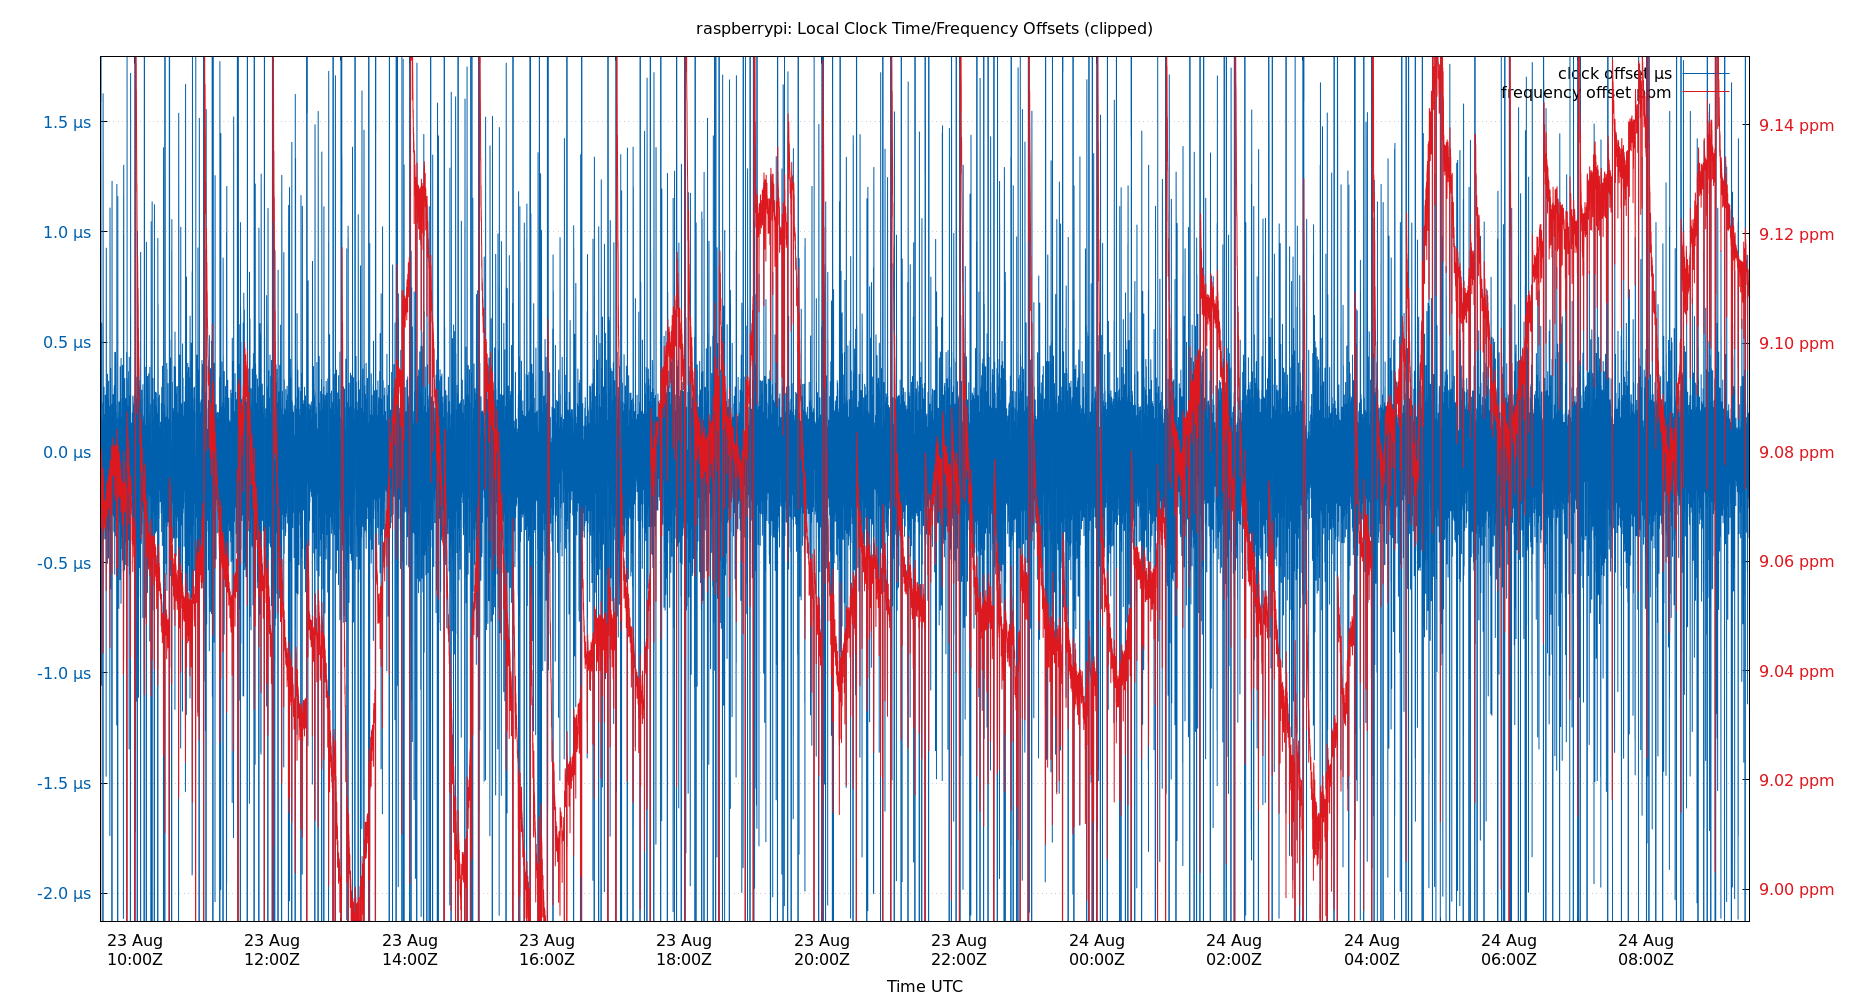 raspberrypi: Local Clock Time/Frequency Offsets (clipped)
clock offset µs
frequency offset ppm
1.5 µs
1.0 µs
0.5 µs
0.0 µs
-0.5 µs
-1.0 µs
-1.5 µs
-2.0 µs
9.14 ppm
9.12 ppm
9.10 ppm
9.08 ppm
9.06 ppm
9.04 ppm
9.02 ppm
9.00 ppm
23 Aug
10:00Z
23 Aug
12:00Z
23 Aug
14:00Z
23 Aug
16:00Z
23 Aug
18:00Z
23 Aug
20:00Z
23 Aug
22:00Z
24 Aug
00:00Z
24 Aug
02:00Z
24 Aug
04:00Z
24 Aug
06:00Z
24 Aug
08:00Z
Time UTC